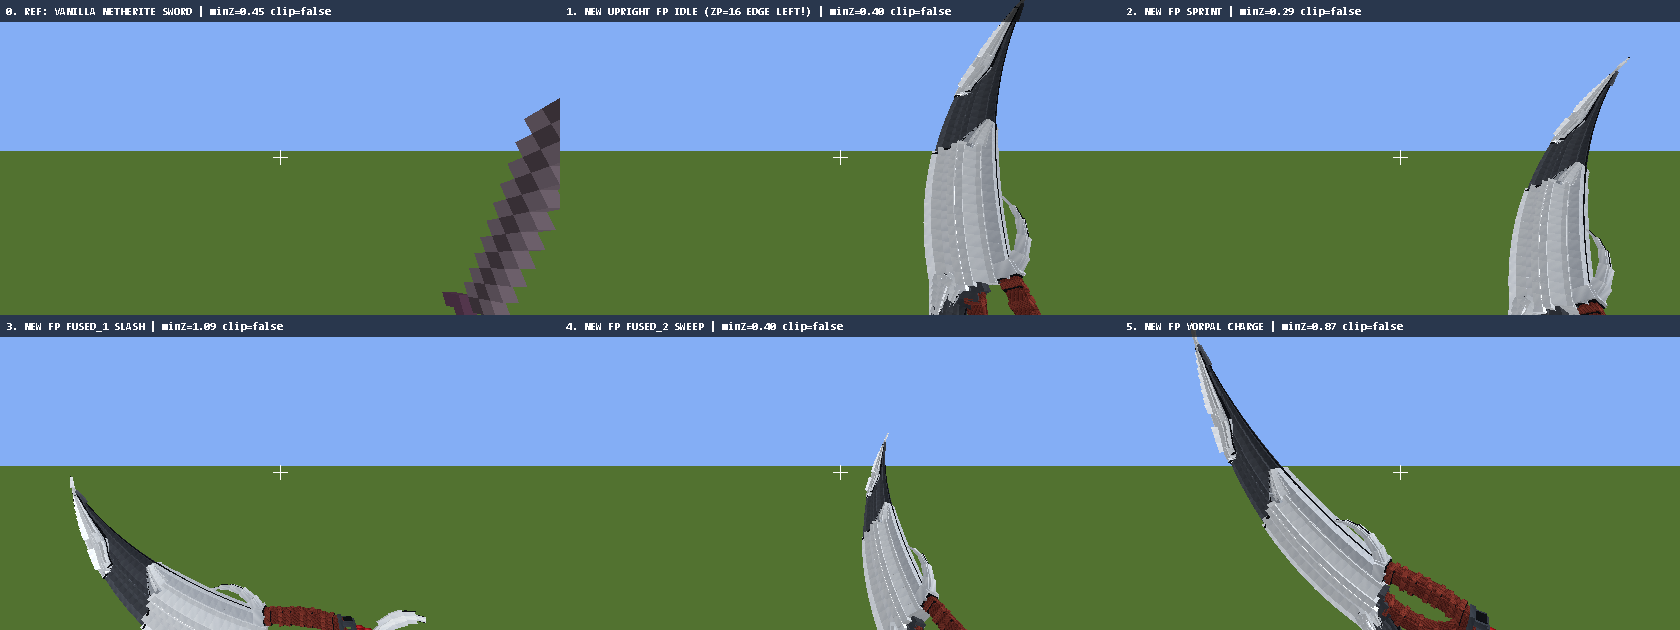 0. REF: VANILLA NETHERITE SWORD | minZ=0.45 clip=false
1. NEW UPRIGHT FP IDLE (ZP=16 EDGE LEFT!) | minZ=0.40 clip=false
2. NEW FP SPRINT | minZ=0.29 clip=false
3. NEW FP FUSED_1 SLASH | minZ=1.09 clip=false
4. NEW FP FUSED_2 SWEEP | minZ=0.40 clip=false
5. NEW FP VORPAL CHARGE | minZ=0.87 clip=false